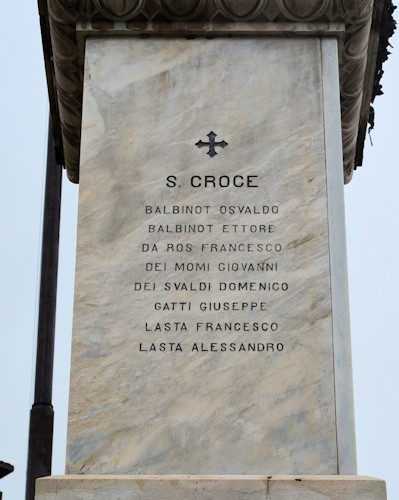 S. CROCE
BALBINOT OSVALDO
BALBINOT ETTORE
DA ROS FRANCESCO
DEI MOMI GIOVANNI
DEI SVALDI DOMENICO
GATTI GIUSEPPE
LASTA FRANCESCO
LASTA ALESSANDRO